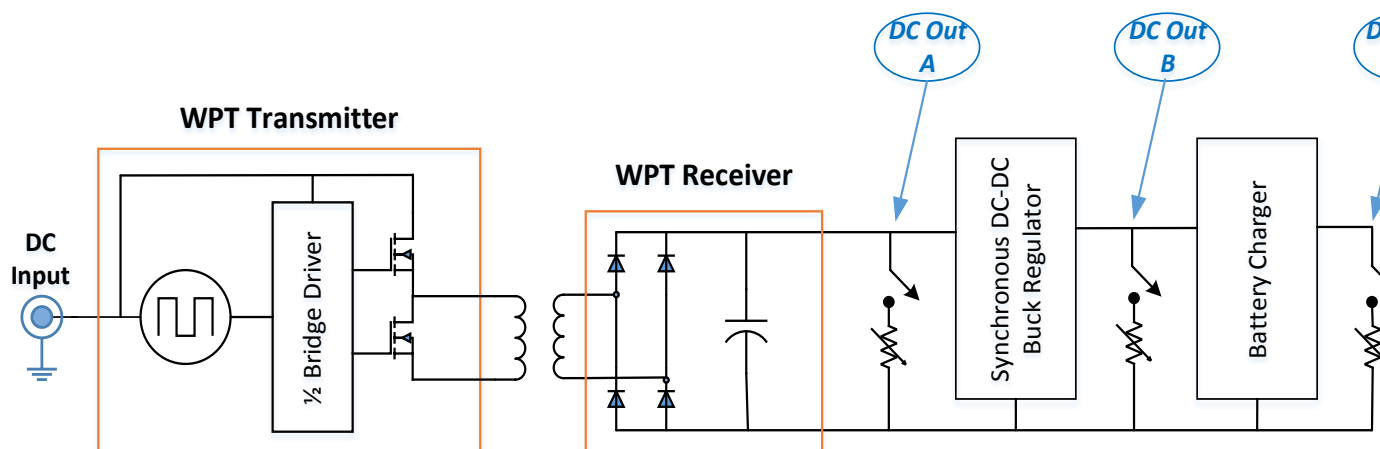 DC Out
A
DC Out
B
D
WPT Transmitter
WPT Receiver
DC
Input
½ Bridge Driver
Synchronous DC-DC
Buck Regulator
Battery Charger